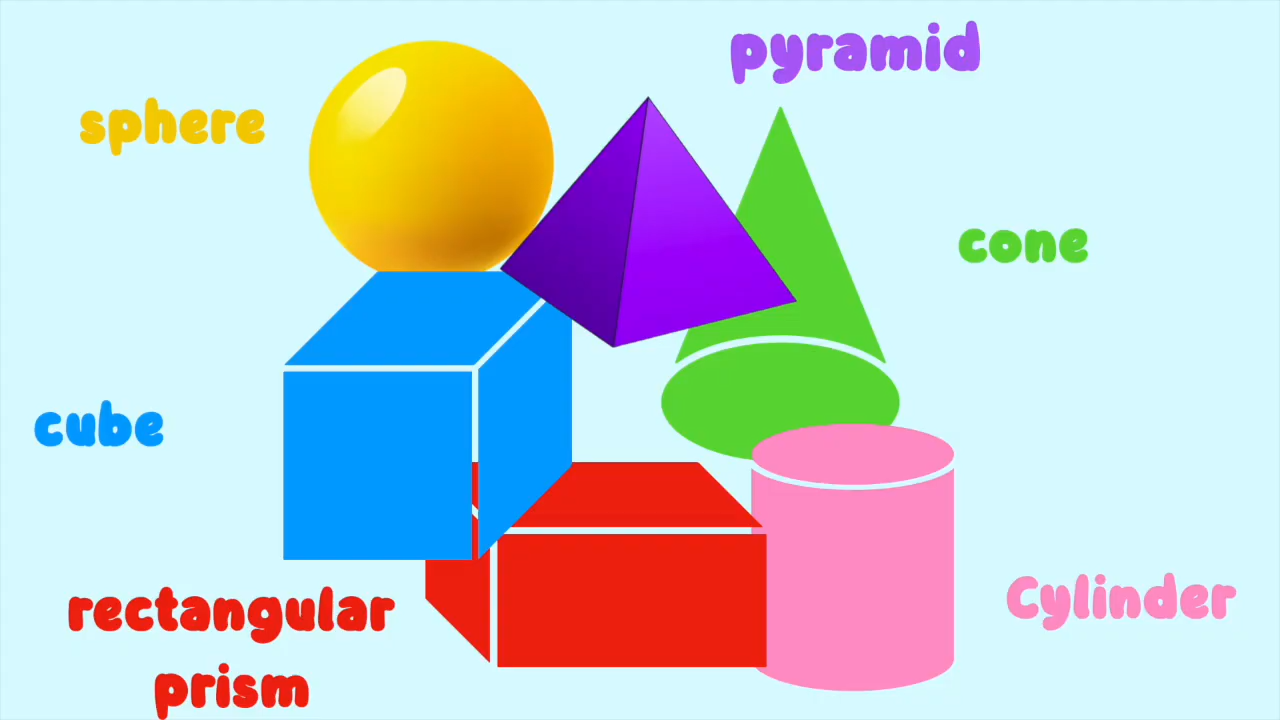 pyramid
sphere
cone
cube
Cylinder
rectangular
prism